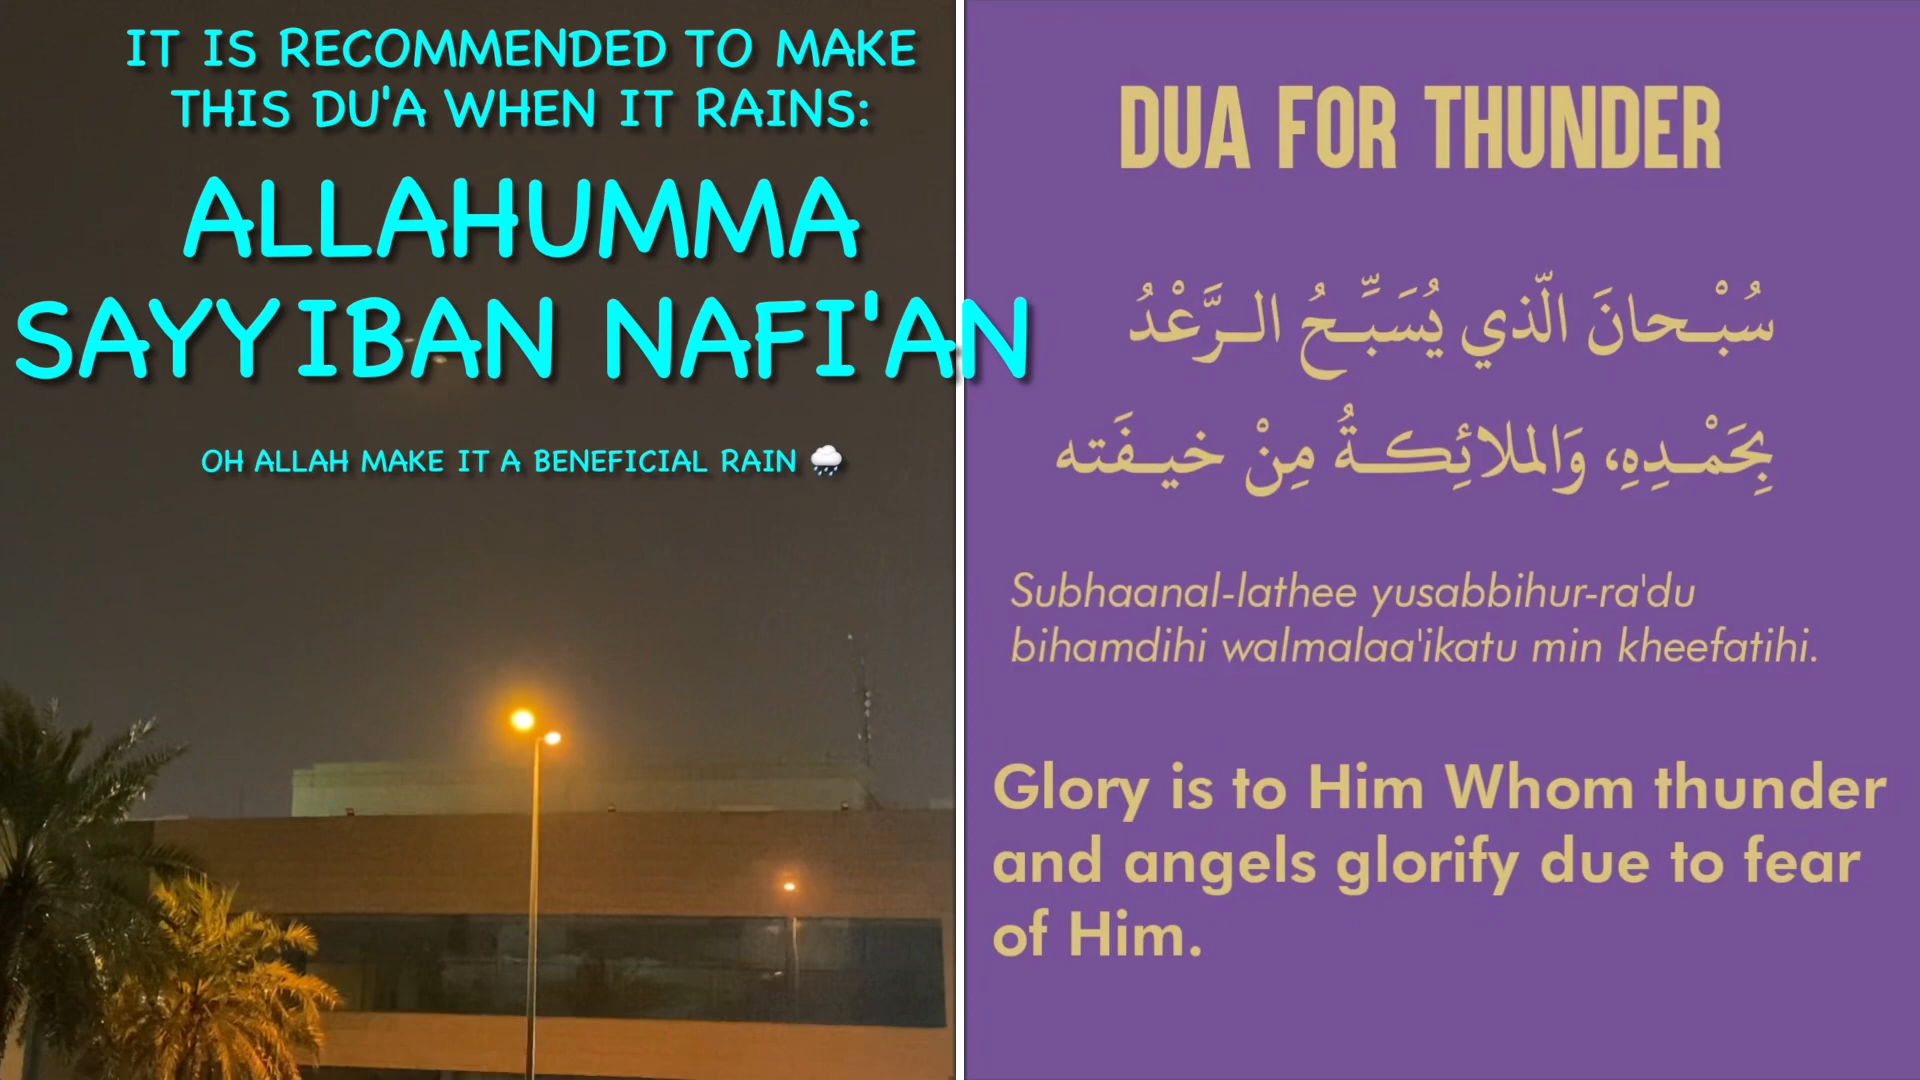 IT IS RECOMMENDED TO MAKE
THIS DU'A WHEN IT RAINS:
ALLAHUMMA
SAYYIBAN NAFI'AN
OH ALLAH MAKE IT A BENEFICIAL RAIN 🌧️
DUA FOR THUNDER
سُبْـحانَ الّذي يُسَبِّـحُ الـرَّعْدُ
بِحَمْـدِهِ، وَالملائِكـةُ مِنْ خيـفَته
Subhaanal-lathee yusabbihur-ra'du
bihamdihi walmalaa'ikatu min kheefatihi.
Glory is to Him Whom thunder
and angels glorify due to fear
of Him.